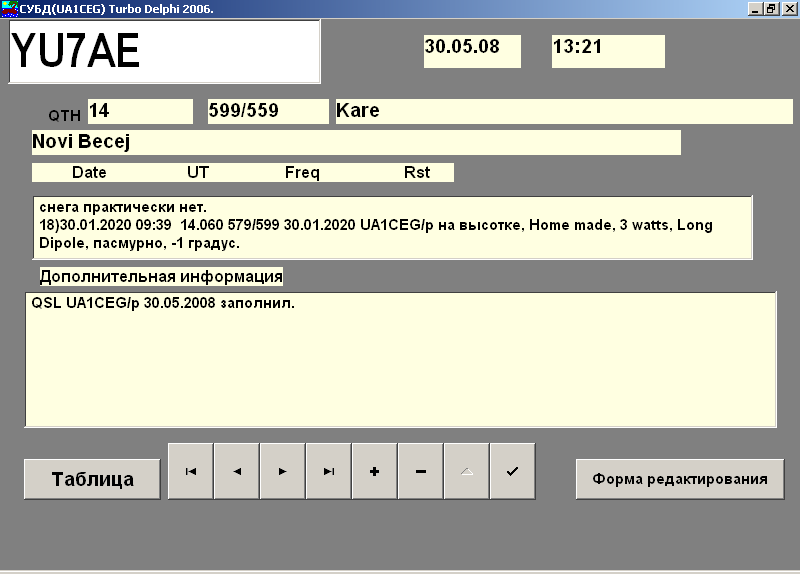 СУБД(UA1CEG) Turbo Delphi 2006.
YU7AE
30.05.08 13:21
QTH 14 599/559 Kare
Novi Becej
Date UT Freq Rst
снега практически нет.
18)30.01.2020 09:39 14.060 579/599 30.01.2020 UA1CEG/p на высотке, Home made, 3 watts, Long
Dipole, пасмурно, -1 градус.
Дополнительная информация
QSL UA1CEG/p 30.05.2008 заполнил.
Таблица
Форма редактирования